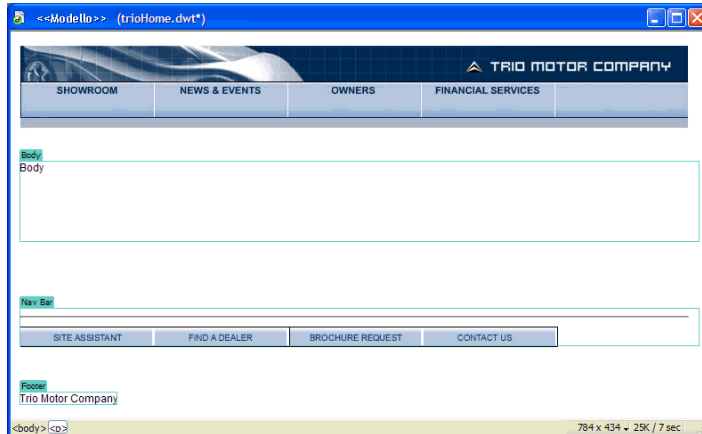 <<Modello>> (trioHome.dwt*)
TRIO MOTOR COMPANY
SHOWROOM NEWS & EVENTS OWNERS FINANCIAL SERVICES
Body
Body
Nav Bar
SITE ASSISTANT FIND A DEALER BROCHURE REQUEST CONTACT US
Footer
Trio Motor Company
<body> <p> 784 x 434 25K / 7 sec